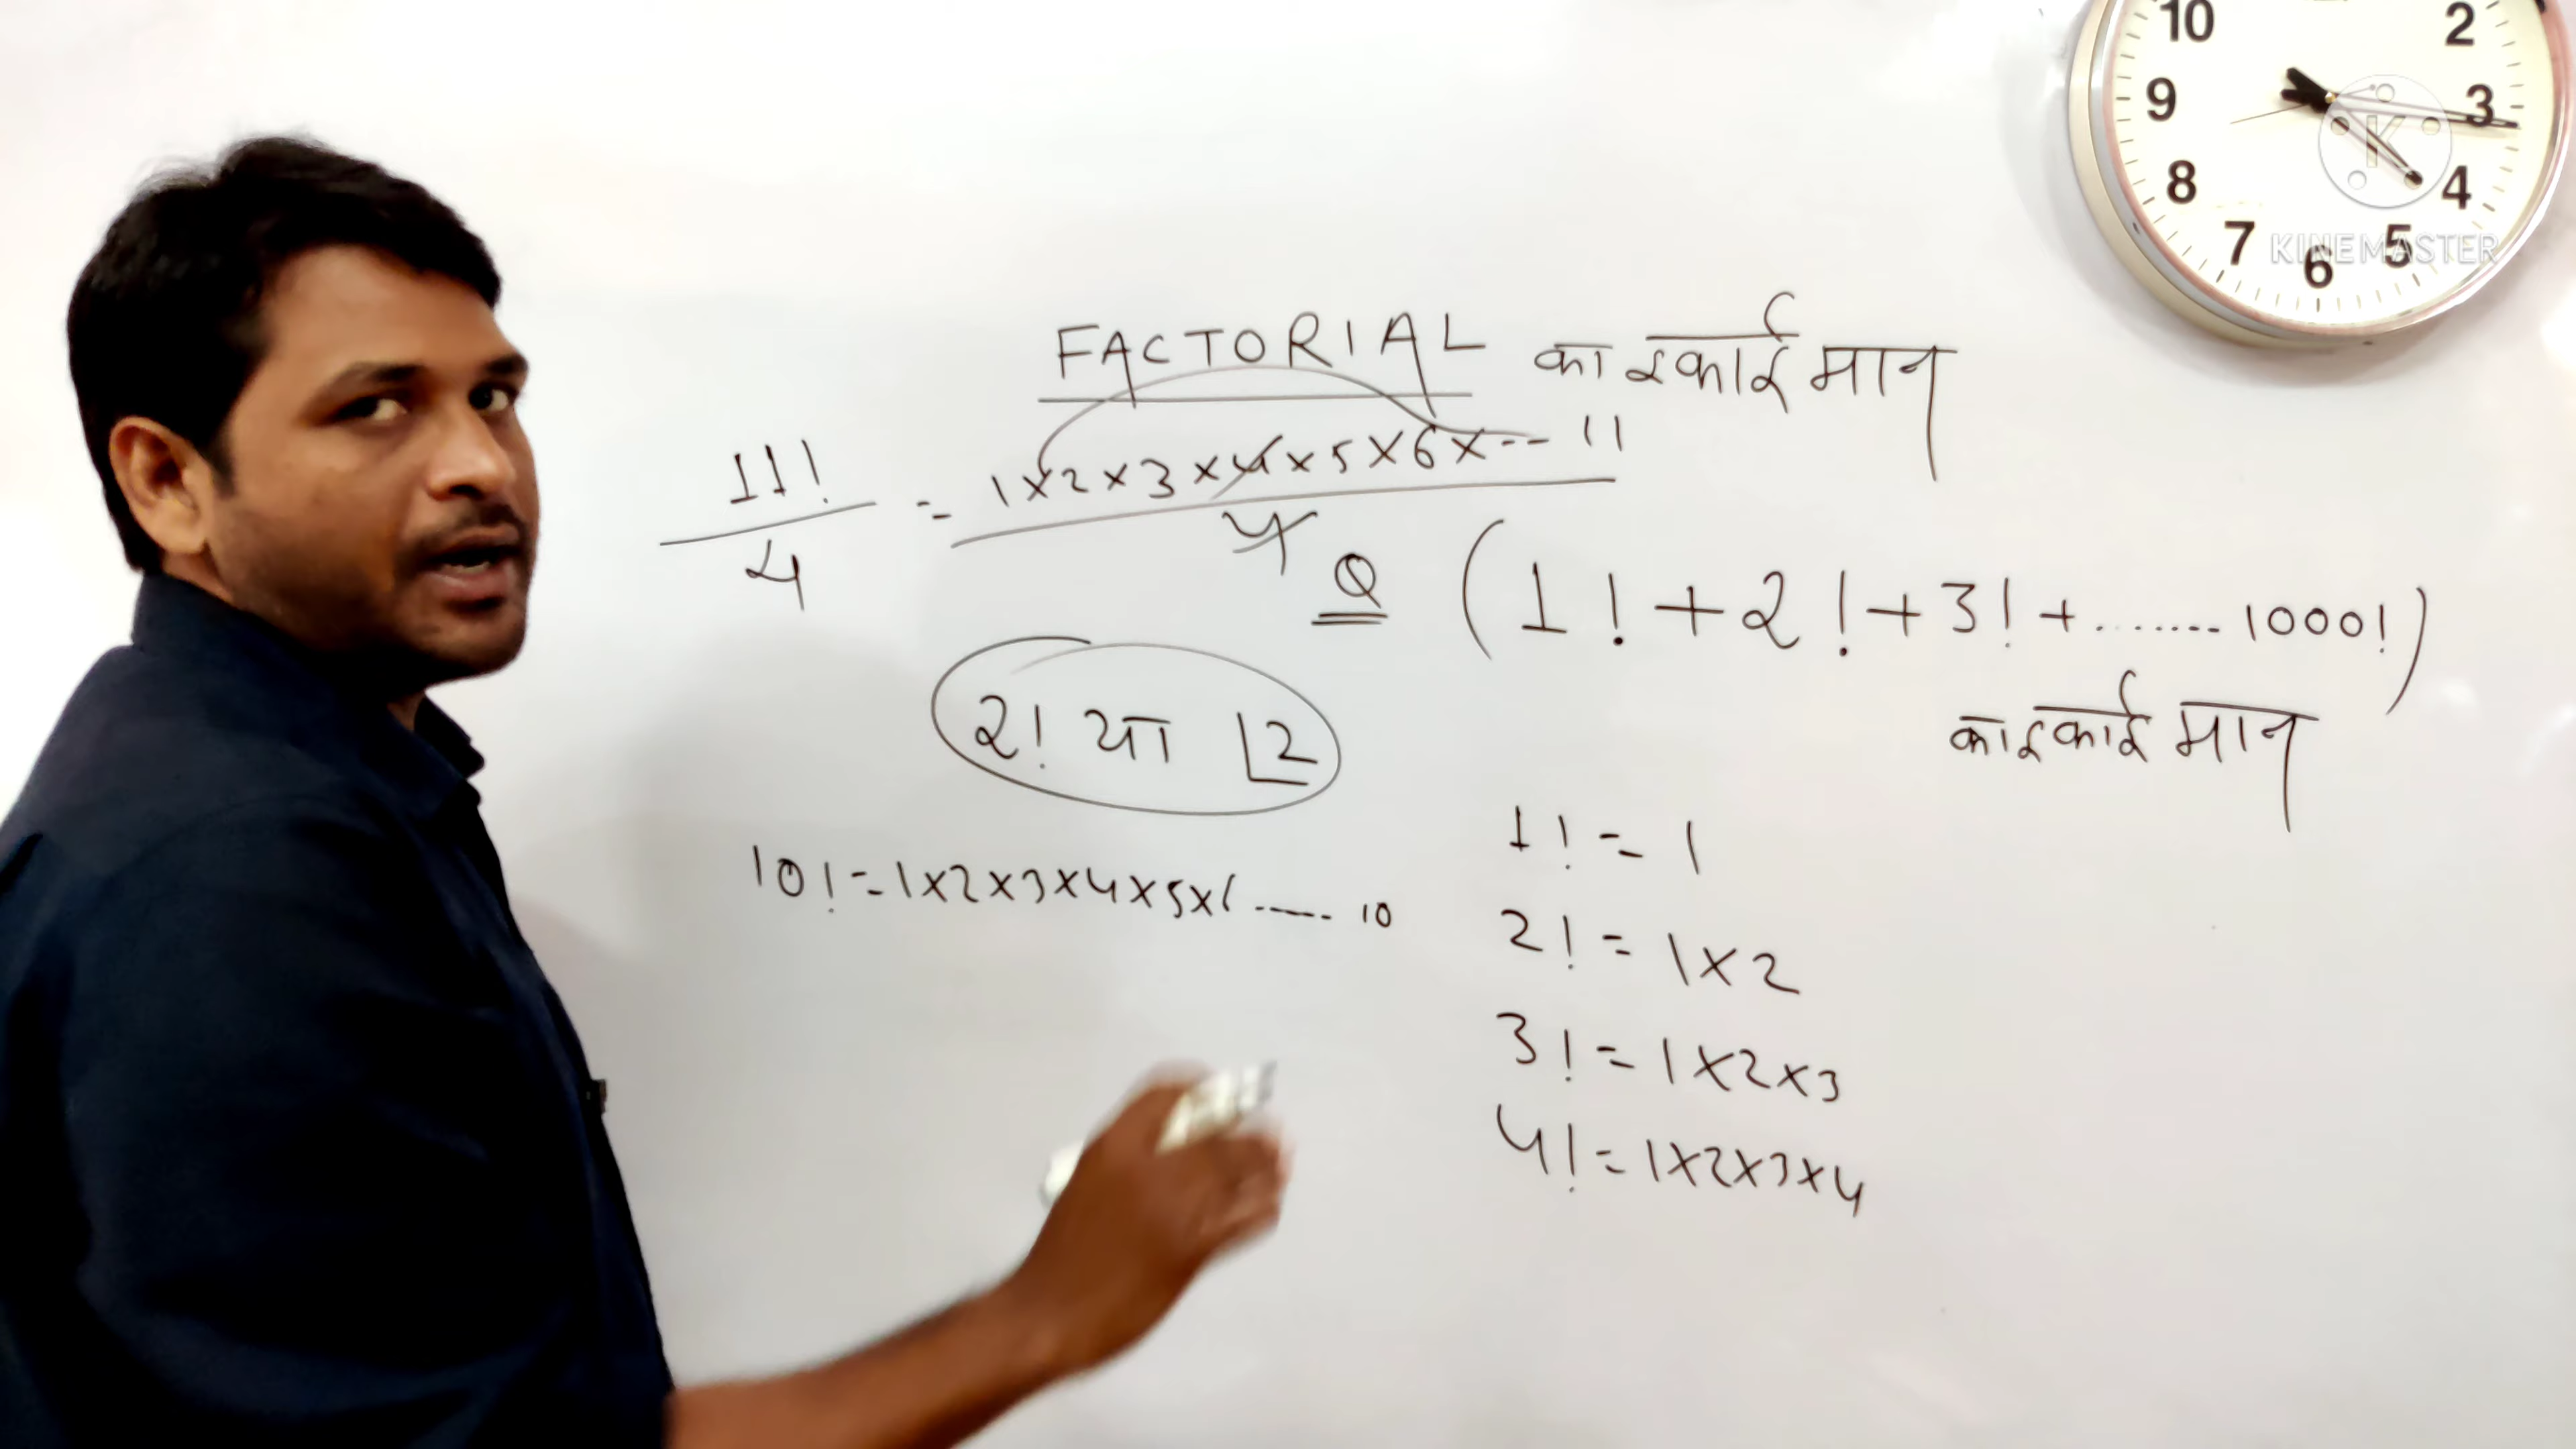 10 2
9 3
8 4
7 6 5
KINEMASTER
FACTORIAL का इकाई मान
11! / 4 = 1×2×3×4×5×6×-- 11 / 4
Q (1!+2!+3!+.......1000!)
का इकाई मान
2! या |2
1! = 1
10! = 1×2×3×4×5×6 ------ 10
2! = 1×2
3! = 1×2×3
4! = 1×2×3×4